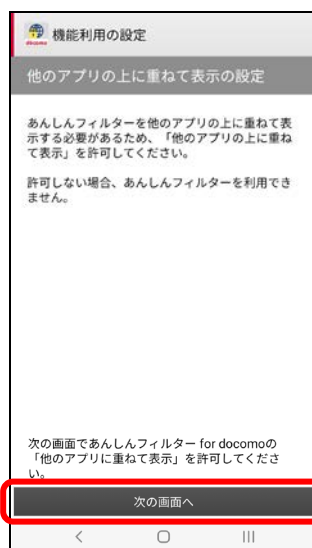 docomo
機能利用の設定
他のアプリの上に重ねて表示の設定
あんしんフィルターを他のアプリの上に重ねて表
示する必要があるため、「他のアプリの上に重ね
て表示」を許可してください。
許可しない場合、あんしんフィルターを利用でき
ません。
次の画面であんしんフィルター for docomoの
「他のアプリに重ねて表示」を許可してくださ
い。
次の画面へ